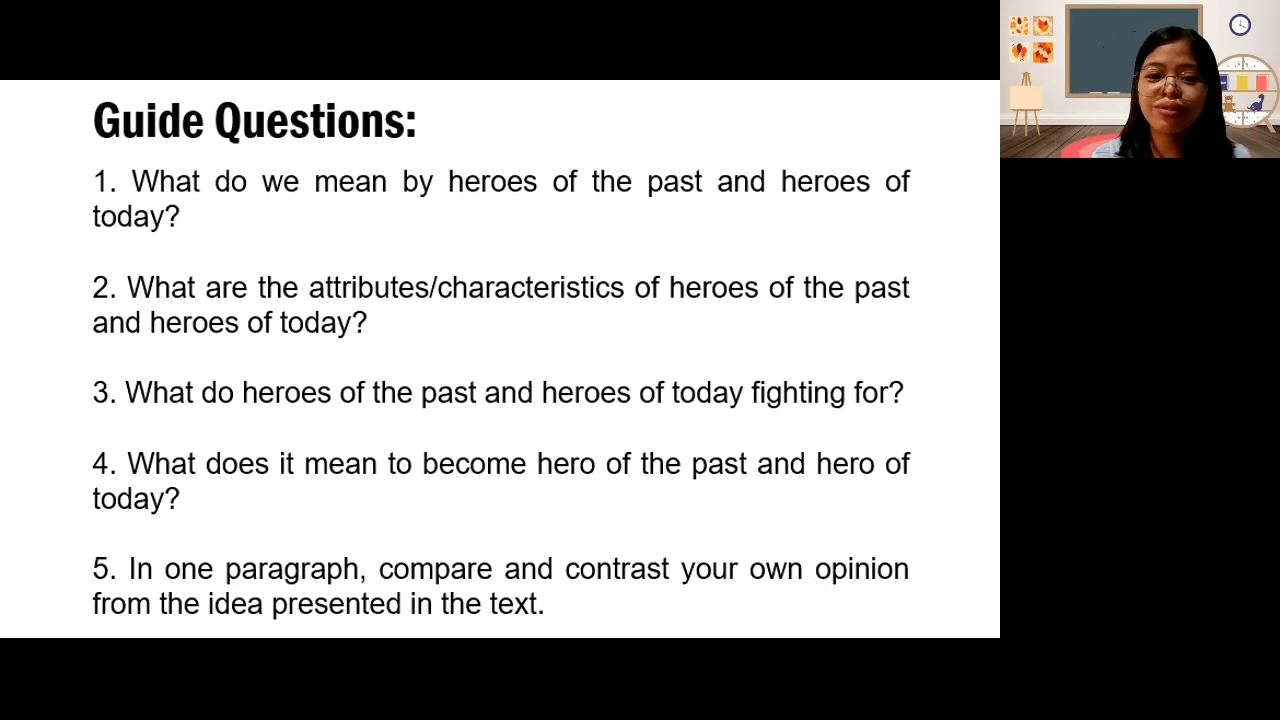 Guide Questions:
1. What do we mean by heroes of the past and heroes of
today?
2. What are the attributes/characteristics of heroes of the past
and heroes of today?
3. What do heroes of the past and heroes of today fighting for?
4. What does it mean to become hero of the past and hero of
today?
5. In one paragraph, compare and contrast your own opinion
from the idea presented in the text.